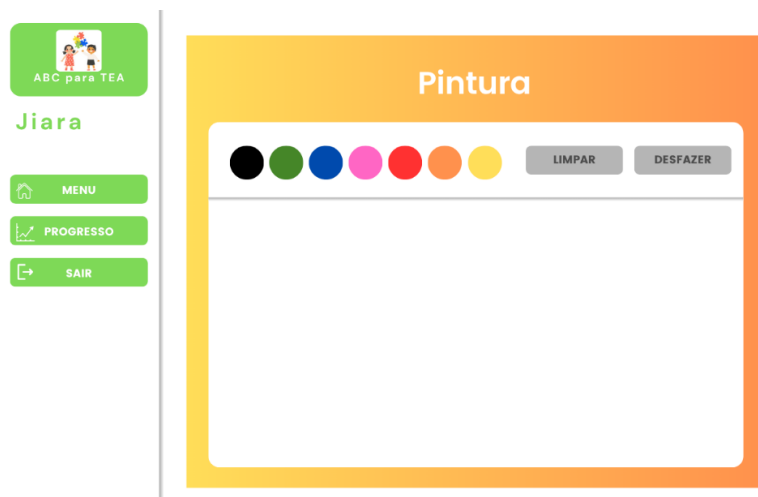 ABC para TEA
Jiara
MENU
PROGRESSO
SAIR
Pintura
LIMPAR
DESFAZER